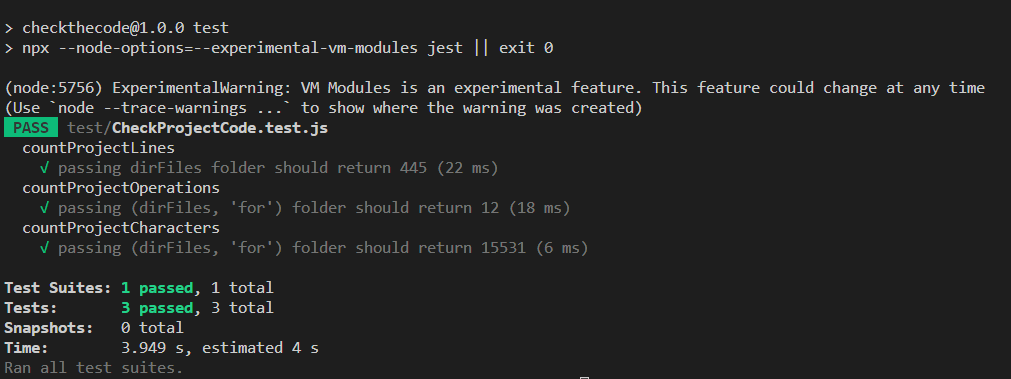 > checkthecode@1.0.0 test
> npx --node-options=--experimental-vm-modules jest || exit 0
(node:5756) ExperimentalWarning: VM Modules is an experimental feature. This feature could change at any time
(Use `node --trace-warnings ...` to show where the warning was created)
PASS test/CheckProjectCode.test.js
countProjectLines
√ passing dirFiles folder should return 445 (22 ms)
countProjectOperations
√ passing (dirFiles, 'for') folder should return 12 (18 ms)
countProjectCharacters
√ passing (dirFiles, 'for') folder should return 15531 (6 ms)
Test Suites: 1 passed, 1 total
Tests: 3 passed, 3 total
Snapshots: 0 total
Time: 3.949 s, estimated 4 s
Ran all test suites.